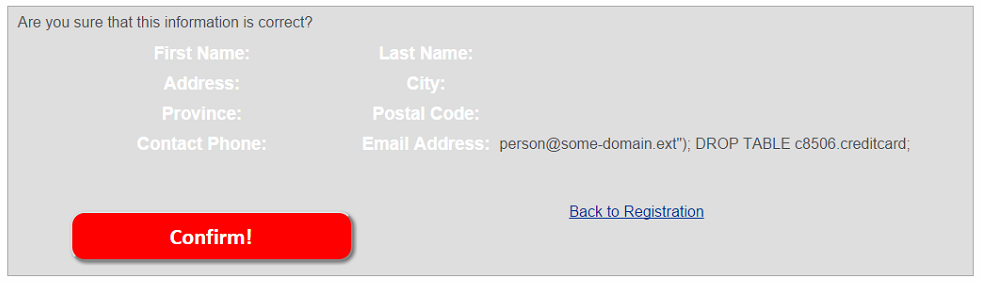 Are you sure that this information is correct?
First Name: Last Name:
Address: City:
Province: Postal Code:
Contact Phone: Email Address: person@some-domain.ext"); DROP TABLE c8506.creditcard;
Back to Registration
Confirm!